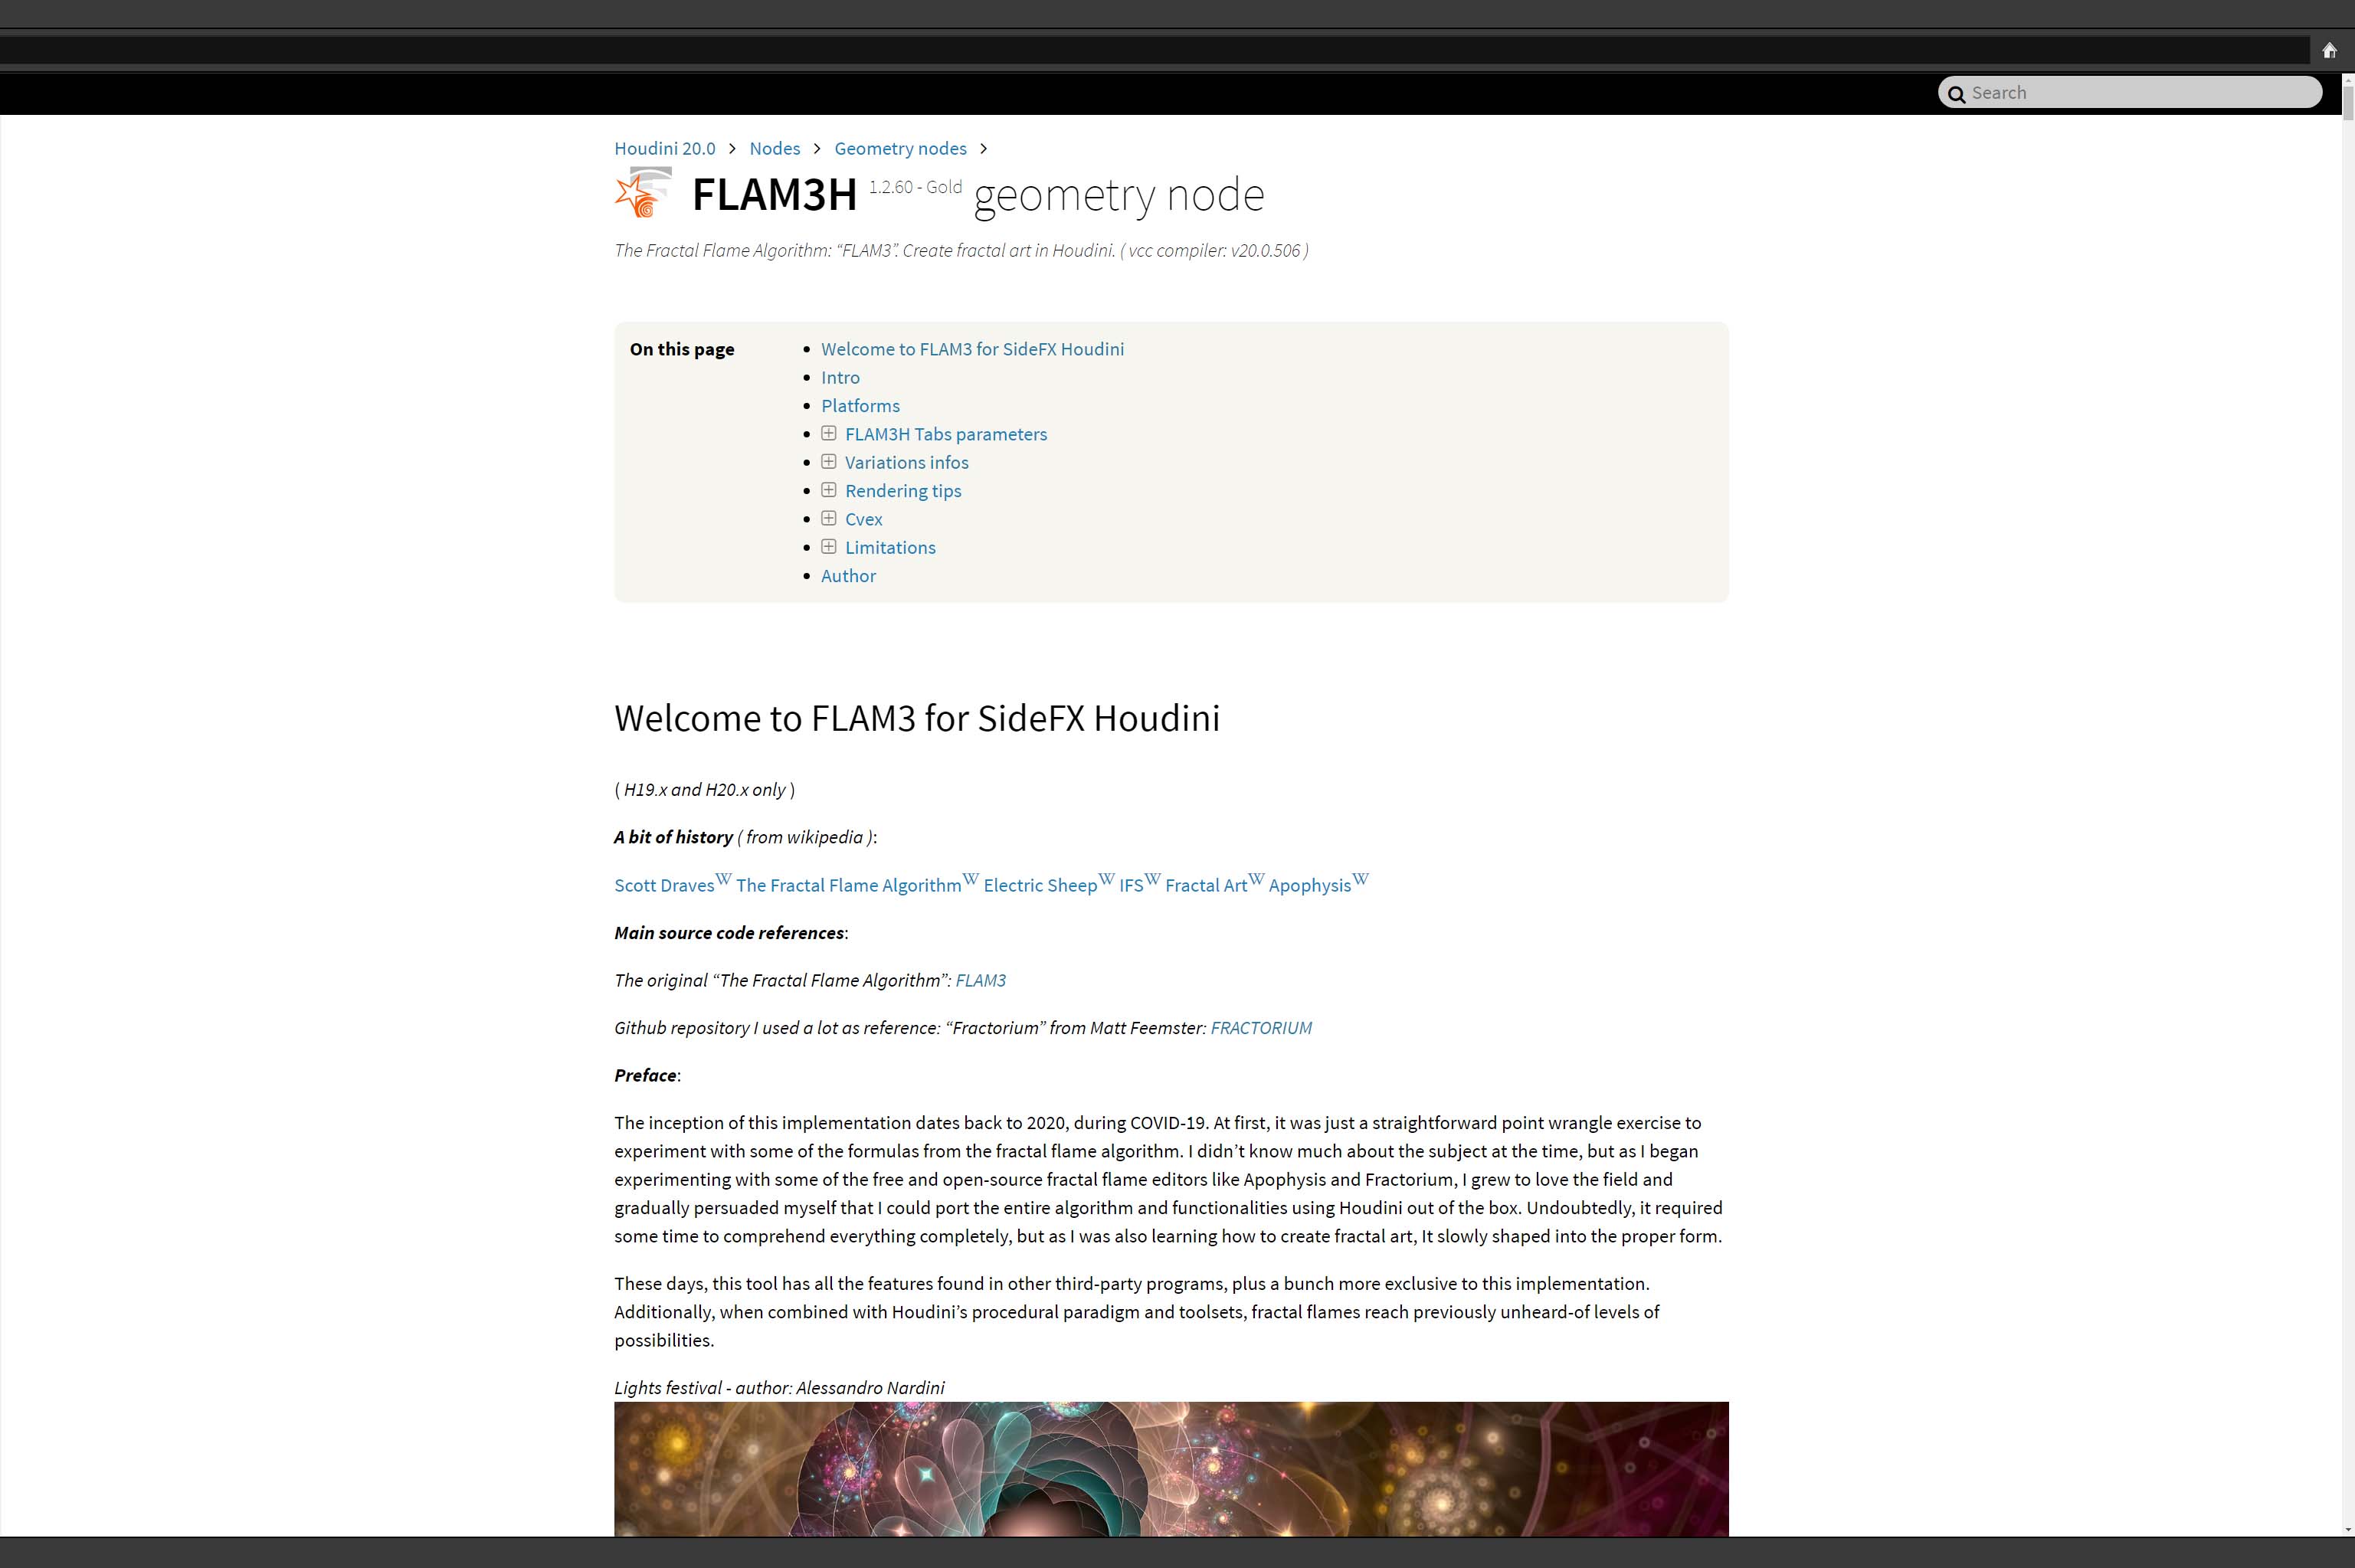 Search
Houdini 20.0 > Nodes > Geometry nodes >
FLAM3H 1.2.60 - Gold geometry node
The Fractal Flame Algorithm: “FLAM3”. Create fractal art in Houdini. ( vcc compiler: v20.0.506 )
On this page
• Welcome to FLAM3 for SideFX Houdini
• Intro
• Platforms
• FLAM3H Tabs parameters
• Variations infos
• Rendering tips
• Cvex
• Limitations
• Author
Welcome to FLAM3 for SideFX Houdini
( H19.x and H20.x only )
A bit of history ( from wikipedia ):
Scott DravesW The Fractal Flame AlgorithmW Electric SheepW IFSW Fractal ArtW ApophysisW
Main source code references:
The original “The Fractal Flame Algorithm”: FLAM3
Github repository I used a lot as reference: “Fractorium” from Matt Feemster: FRACTORIUM
Preface:
The inception of this implementation dates back to 2020, during COVID-19. At first, it was just a straightforward point wrangle exercise to
experiment with some of the formulas from the fractal flame algorithm. I didn’t know much about the subject at the time, but as I began
experimenting with some of the free and open-source fractal flame editors like Apophysis and Fractorium, I grew to love the field and
gradually persuaded myself that I could port the entire algorithm and functionalities using Houdini out of the box. Undoubtedly, it required
some time to comprehend everything completely, but as I was also learning how to create fractal art, It slowly shaped into the proper form.
These days, this tool has all the features found in other third-party programs, plus a bunch more exclusive to this implementation.
Additionally, when combined with Houdini’s procedural paradigm and toolsets, fractal flames reach previously unheard-of levels of
possibilities.
Lights festival - author: Alessandro Nardini